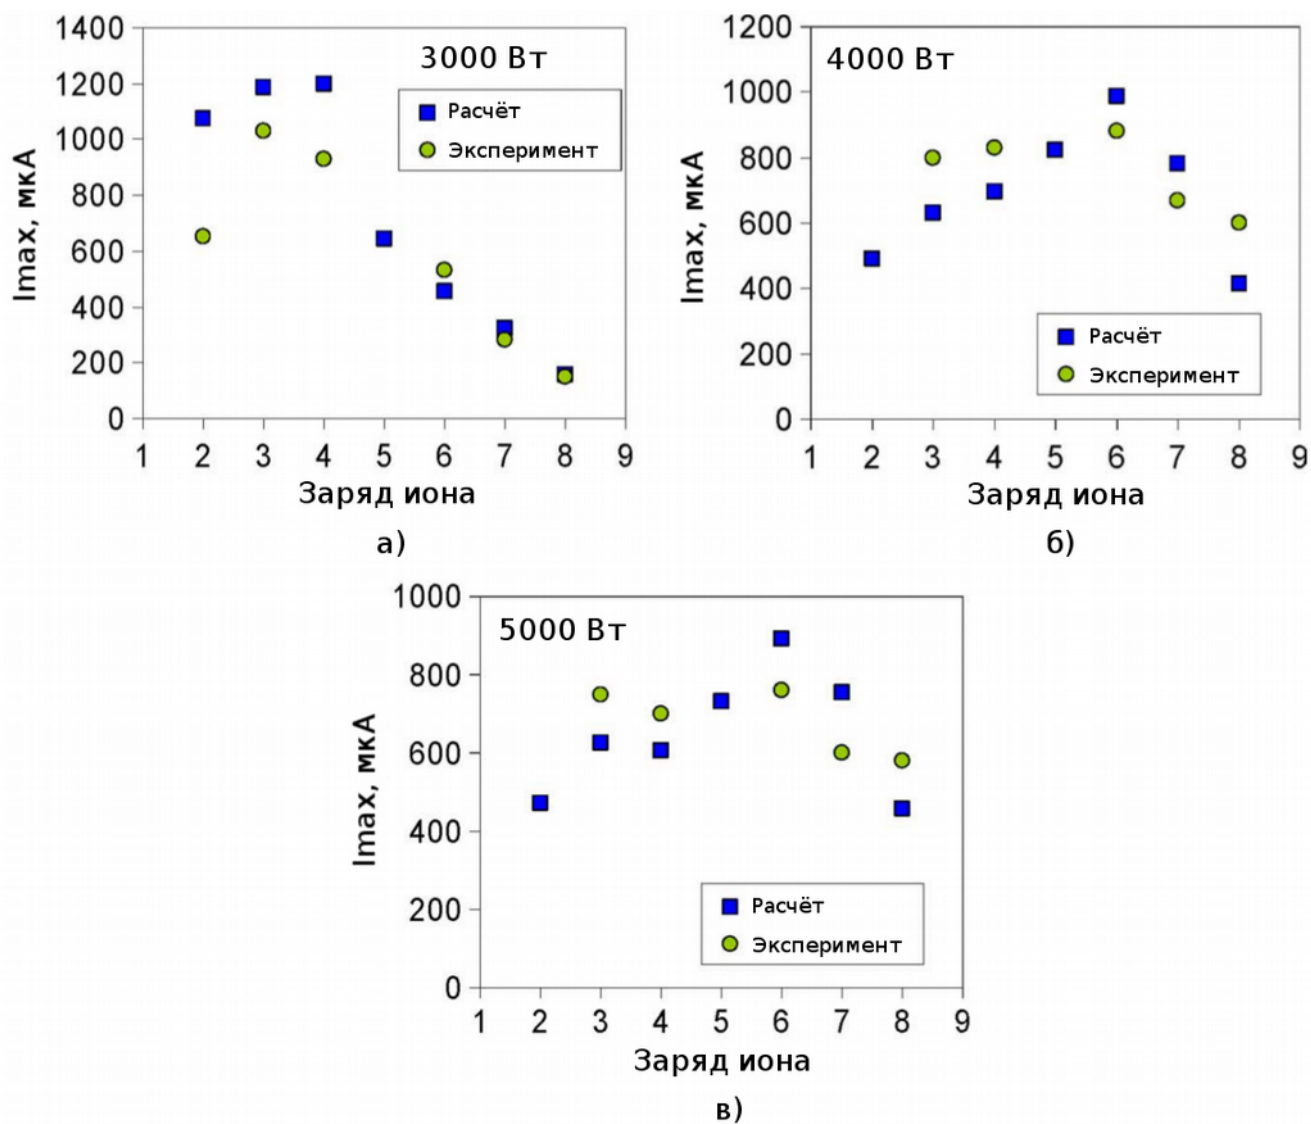 1400
1200
1000
800
600
400
200
0
Imax, мкА
3000 Вт
Расчёт
Эксперимент
1 2 3 4 5 6 7 8 9
Заряд иона
а)
1200
1000
800
600
400
200
0
Imax, мкА
4000 Вт
Расчёт
Эксперимент
1 2 3 4 5 6 7 8 9
Заряд иона
б)
1000
800
600
400
200
0
Imax, мкА
5000 Вт
Расчёт
Эксперимент
1 2 3 4 5 6 7 8 9
Заряд иона
в)